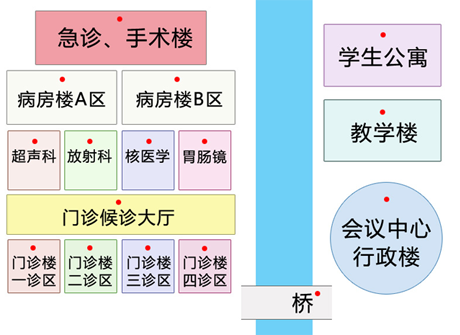 急诊、手术楼
病房楼A区
病房楼B区
超声科
放射科
核医学
胃肠镜
门诊候诊大厅
门诊楼
一诊区
门诊楼
二诊区
门诊楼
三诊区
门诊楼
四诊区
学生公寓
教学楼
会议中心
行政楼
桥